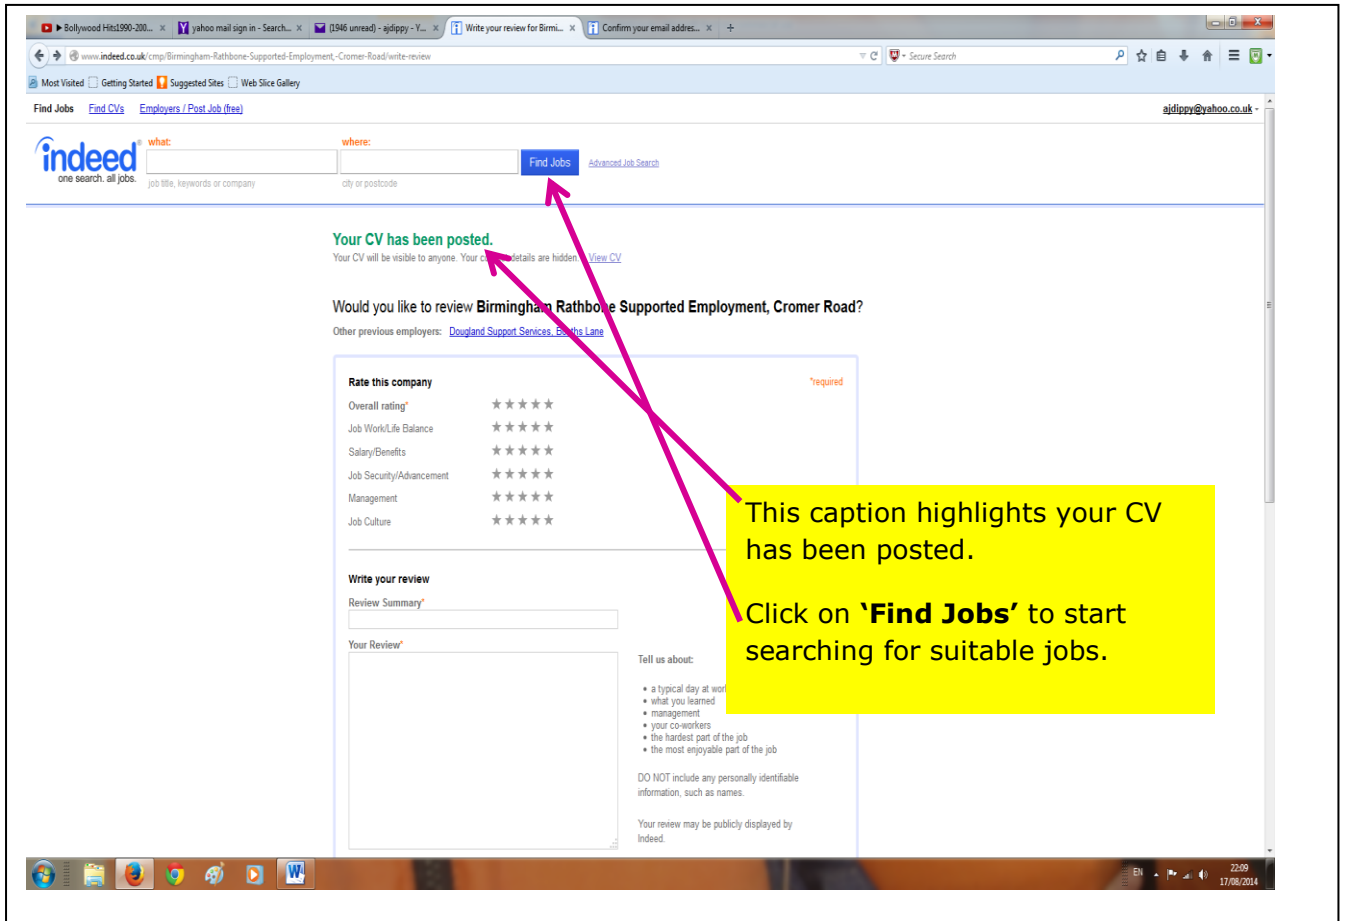 ▶ Bollywood Hits1990-200... x
yahoo mail sign in - Search... x
(1946 unread) - ajdippy - Y... x
Write your review for Birmi... x
Confirm your email addres... x
www.indeed.co.uk/cmp/Birmingham-Rathbone-Supported-Employment,-Cromer-Road/write-review
Secure Search
Most Visited Getting Started Suggested Sites Web Slice Gallery
Find Jobs Find CVs Employers / Post Job (free) ajdippy@yahoo.co.uk
what: where:
indeed® Find Jobs Advanced Job Search
one search. all jobs. job title, keywords or company city or postcode
Your CV has been posted.
Your CV will be visible to anyone. Your details are hidden. View CV
Would you like to review Birmingham Rathbone Supported Employment, Cromer Road?
Other previous employers: Dougland Support Services, Booths Lane
Rate this company *required
Overall rating*
Job Work/Life Balance
Salary/Benefits
Job Security/Advancement
Management
Job Culture
This caption highlights your CV
has been posted.
Click on ‘Find Jobs’ to start
searching for suitable jobs.
Write your review
Review Summary*
Your Review*
Tell us about:
• a typical day at work
• what you learned
• management
• your co-workers
• the hardest part of the job
• the most enjoyable part of the job
DO NOT include any personally identifiable
information, such as names.
Your review may be publicly displayed by
Indeed.
EN 22:09
17/08/2014